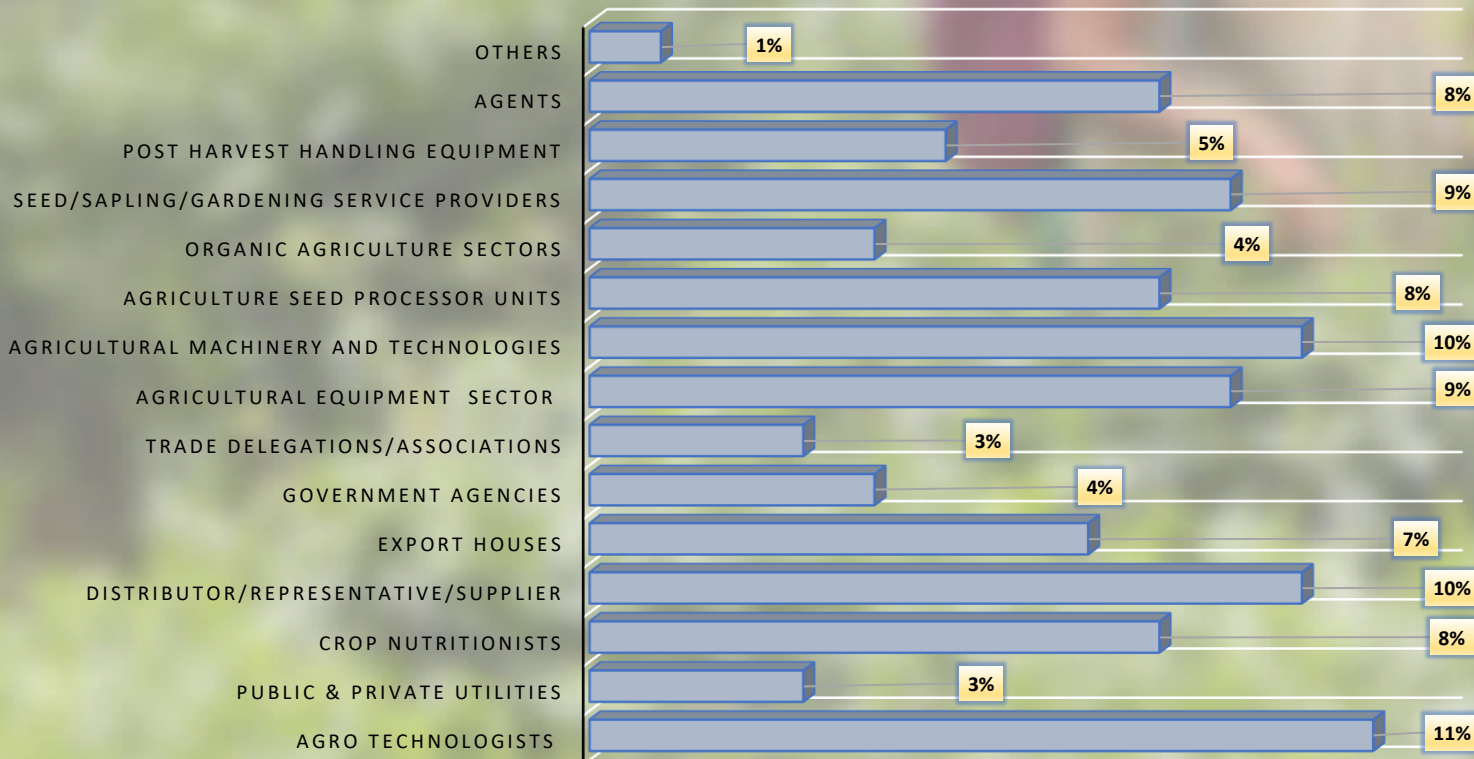 OTHERS 1%
AGENTS 8%
POST HARVEST HANDLING EQUIPMENT 5%
SEED/SAPLING/GARDENING SERVICE PROVIDERS 9%
ORGANIC AGRICULTURE SECTORS 4%
AGRICULTURE SEED PROCESSOR UNITS 8%
AGRICULTURAL MACHINERY AND TECHNOLOGIES 10%
AGRICULTURAL EQUIPMENT SECTOR 9%
TRADE DELEGATIONS/ASSOCIATIONS 3%
GOVERNMENT AGENCIES 4%
EXPORT HOUSES 7%
DISTRIBUTOR/REPRESENTATIVE/SUPPLIER 10%
CROP NUTRITIONISTS 8%
PUBLIC & PRIVATE UTILITIES 3%
AGRO TECHNOLOGISTS 11%